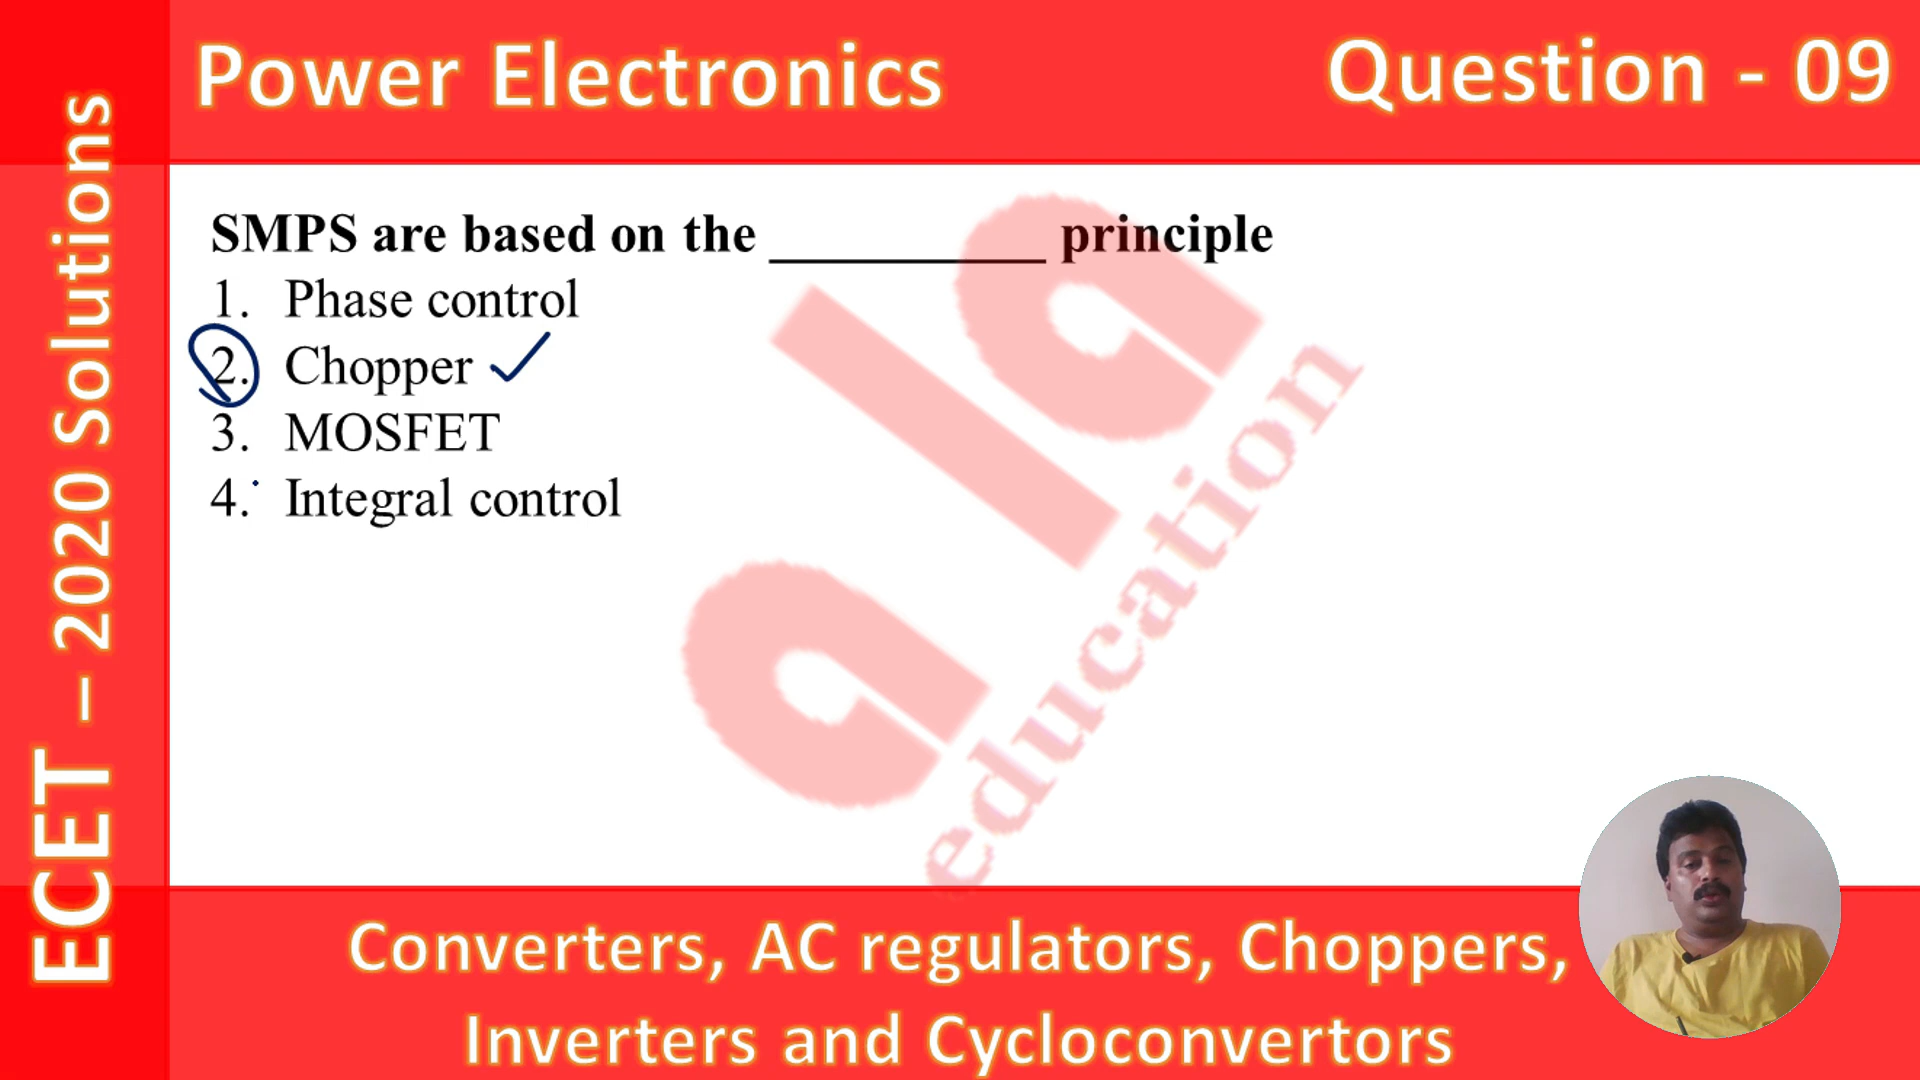 Power Electronics
Question - 09
ECET – 2020 Solutions
SMPS are based on the __________ principle
1. Phase control
2. Chopper
3. MOSFET
4. Integral control
ala
education
Converters, AC regulators, Choppers,
Inverters and Cycloconvertors